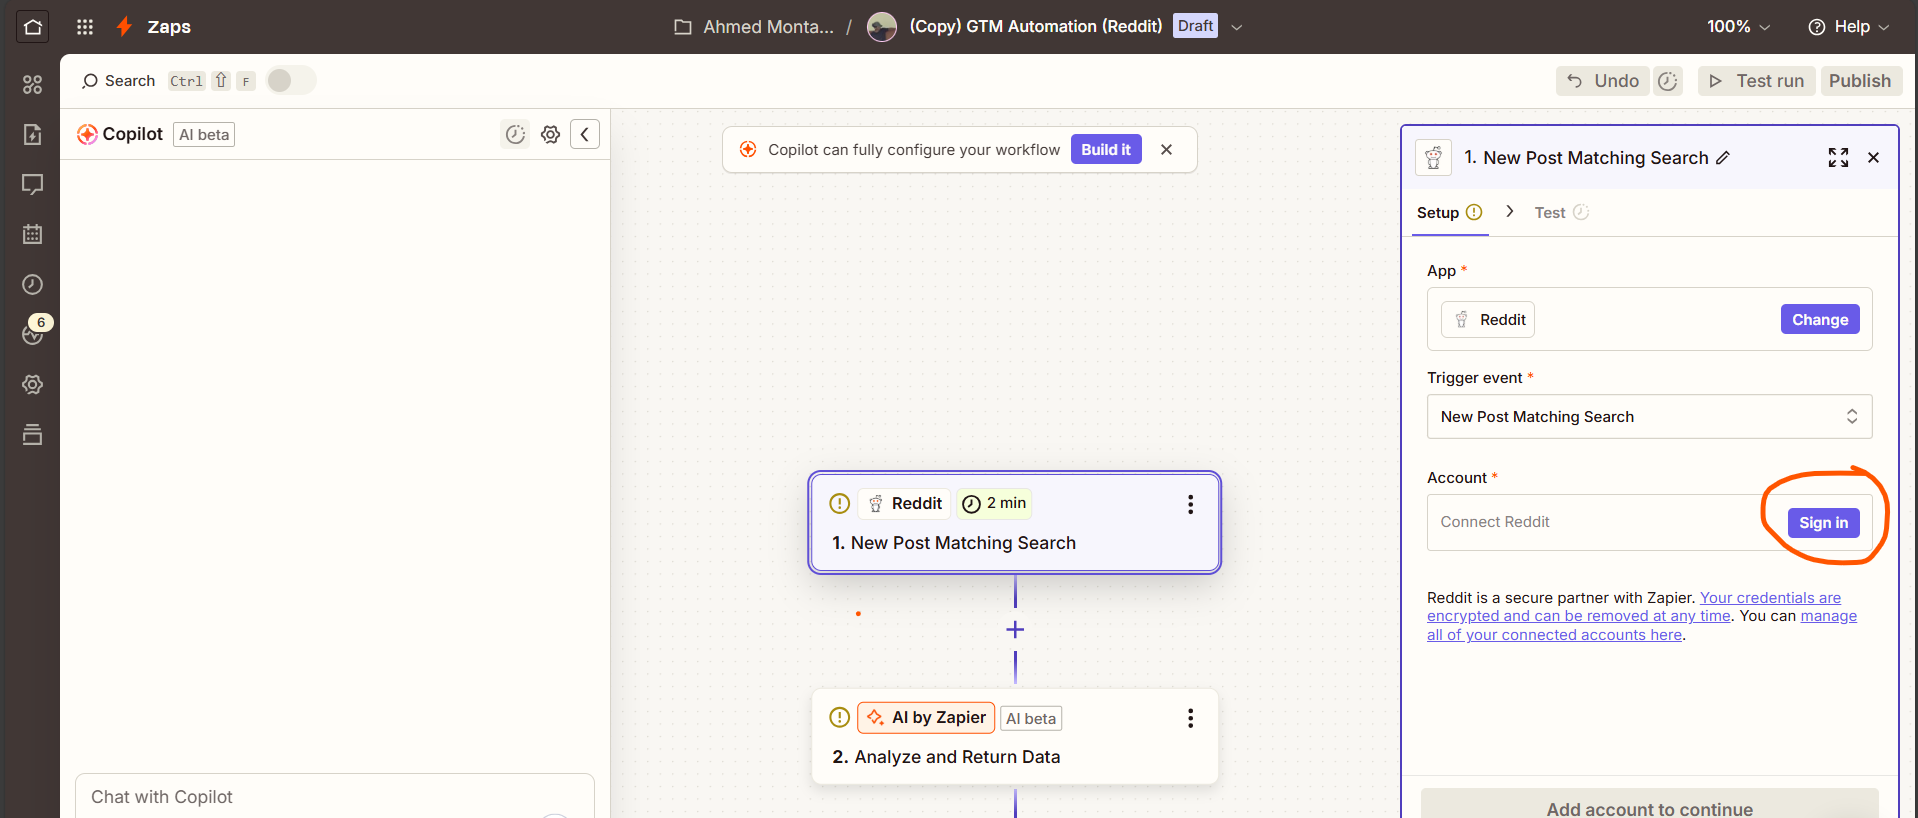 Zaps
Ahmed Monta... / (Copy) GTM Automation (Reddit) Draft
100%
Help
Search Ctrl ⇧ F
Undo
Test run
Publish
Copilot AI beta
Copilot can fully configure your workflow Build it
6
Chat with Copilot
Reddit 2 min
1. New Post Matching Search
AI by Zapier AI beta
2. Analyze and Return Data
1. New Post Matching Search
Setup Test
App *
Reddit Change
Trigger event *
New Post Matching Search
Account *
Connect Reddit Sign in
Reddit is a secure partner with Zapier. Your credentials are
encrypted and can be removed at any time. You can manage
all of your connected accounts here.
Add account to continue